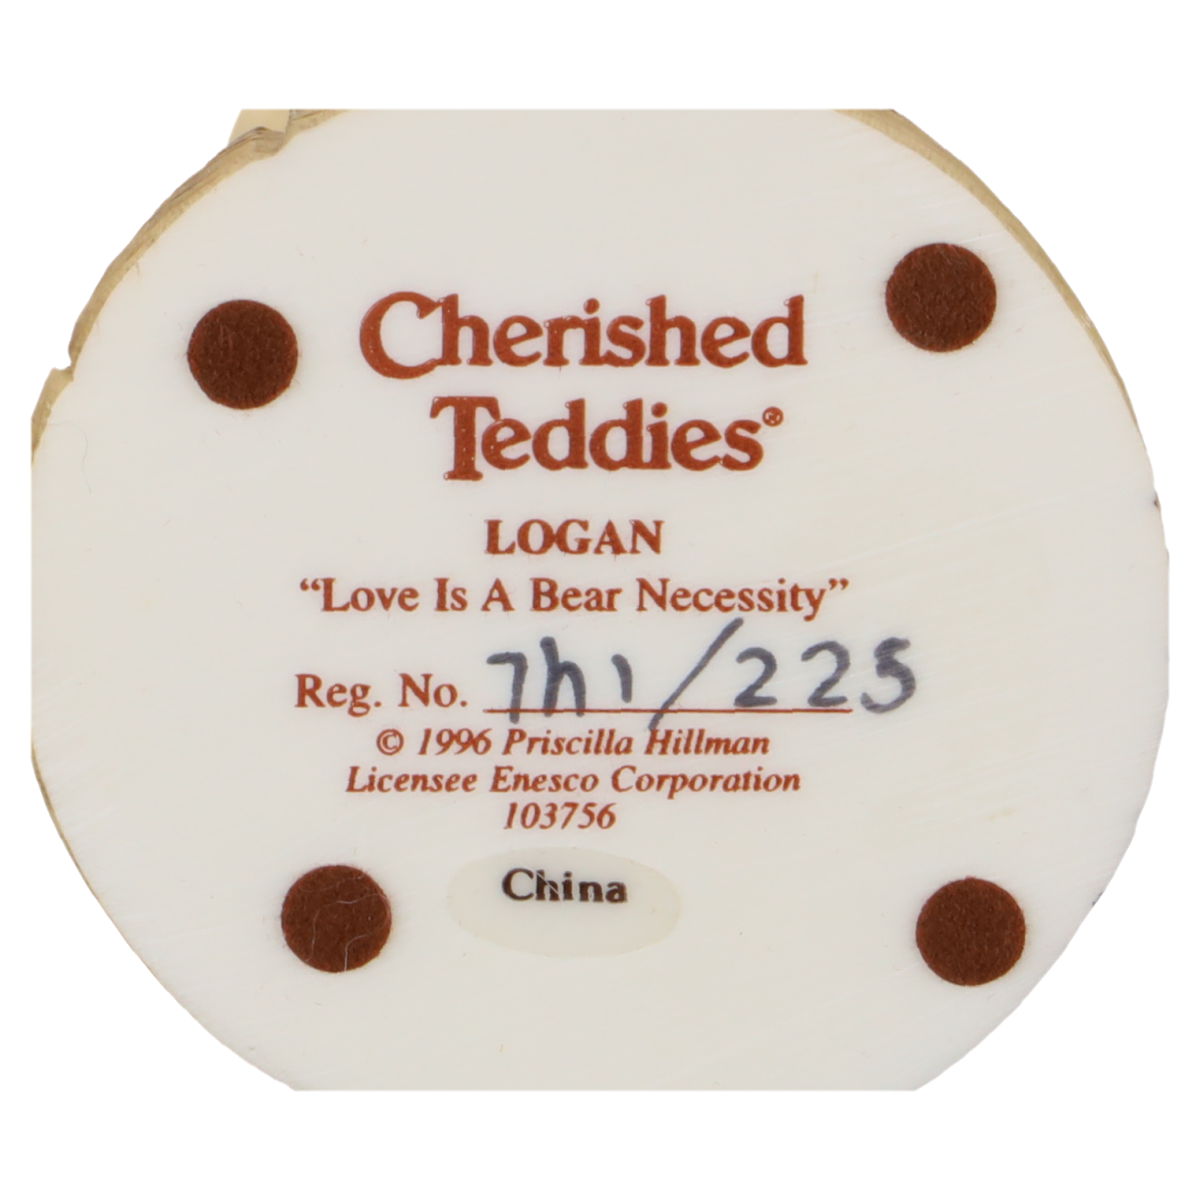 Cherished
Teddies®
LOGAN
“Love Is A Bear Necessity”
Reg. No. 7h1/225
© 1996 Priscilla Hillman
Licensee Enesco Corporation
103756
China